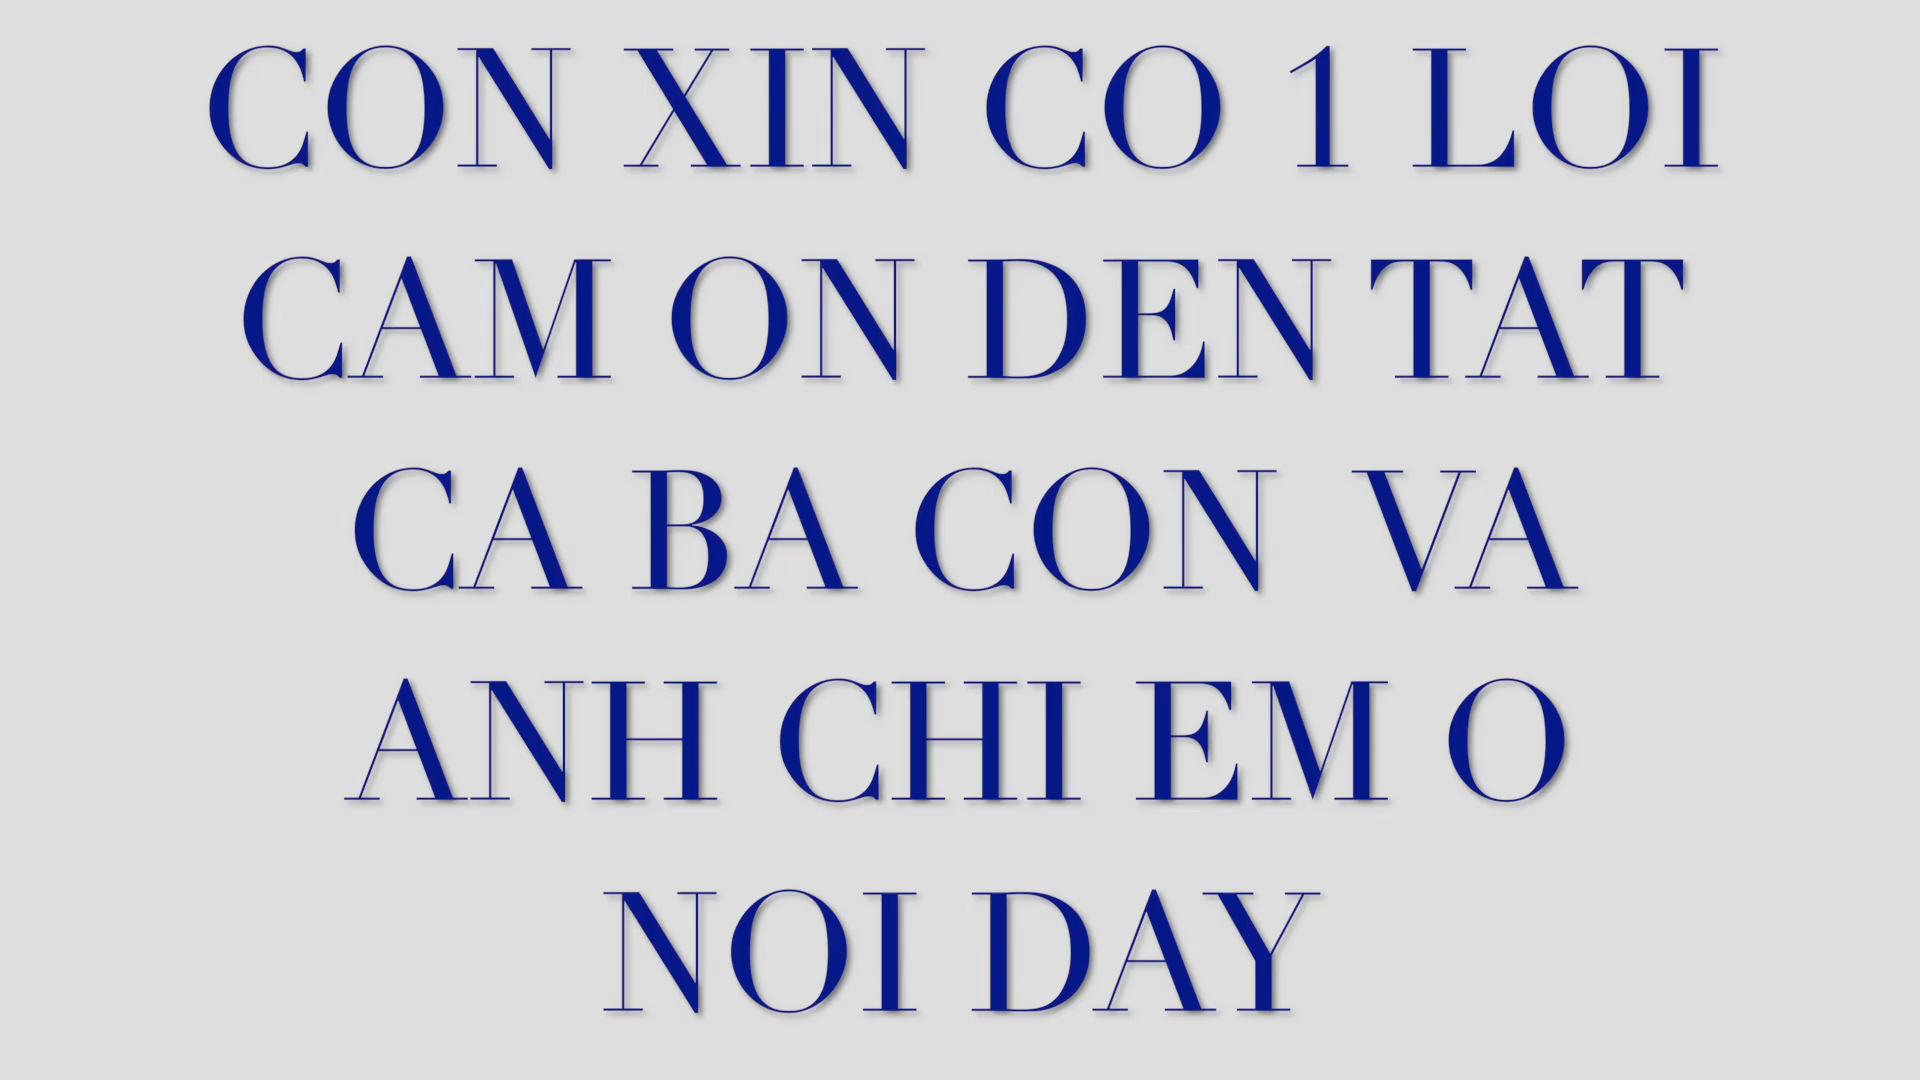 CON XIN CO 1 LOI
CAM ON DEN TAT
CA BA CON VA
ANH CHI EM O
NOI DAY